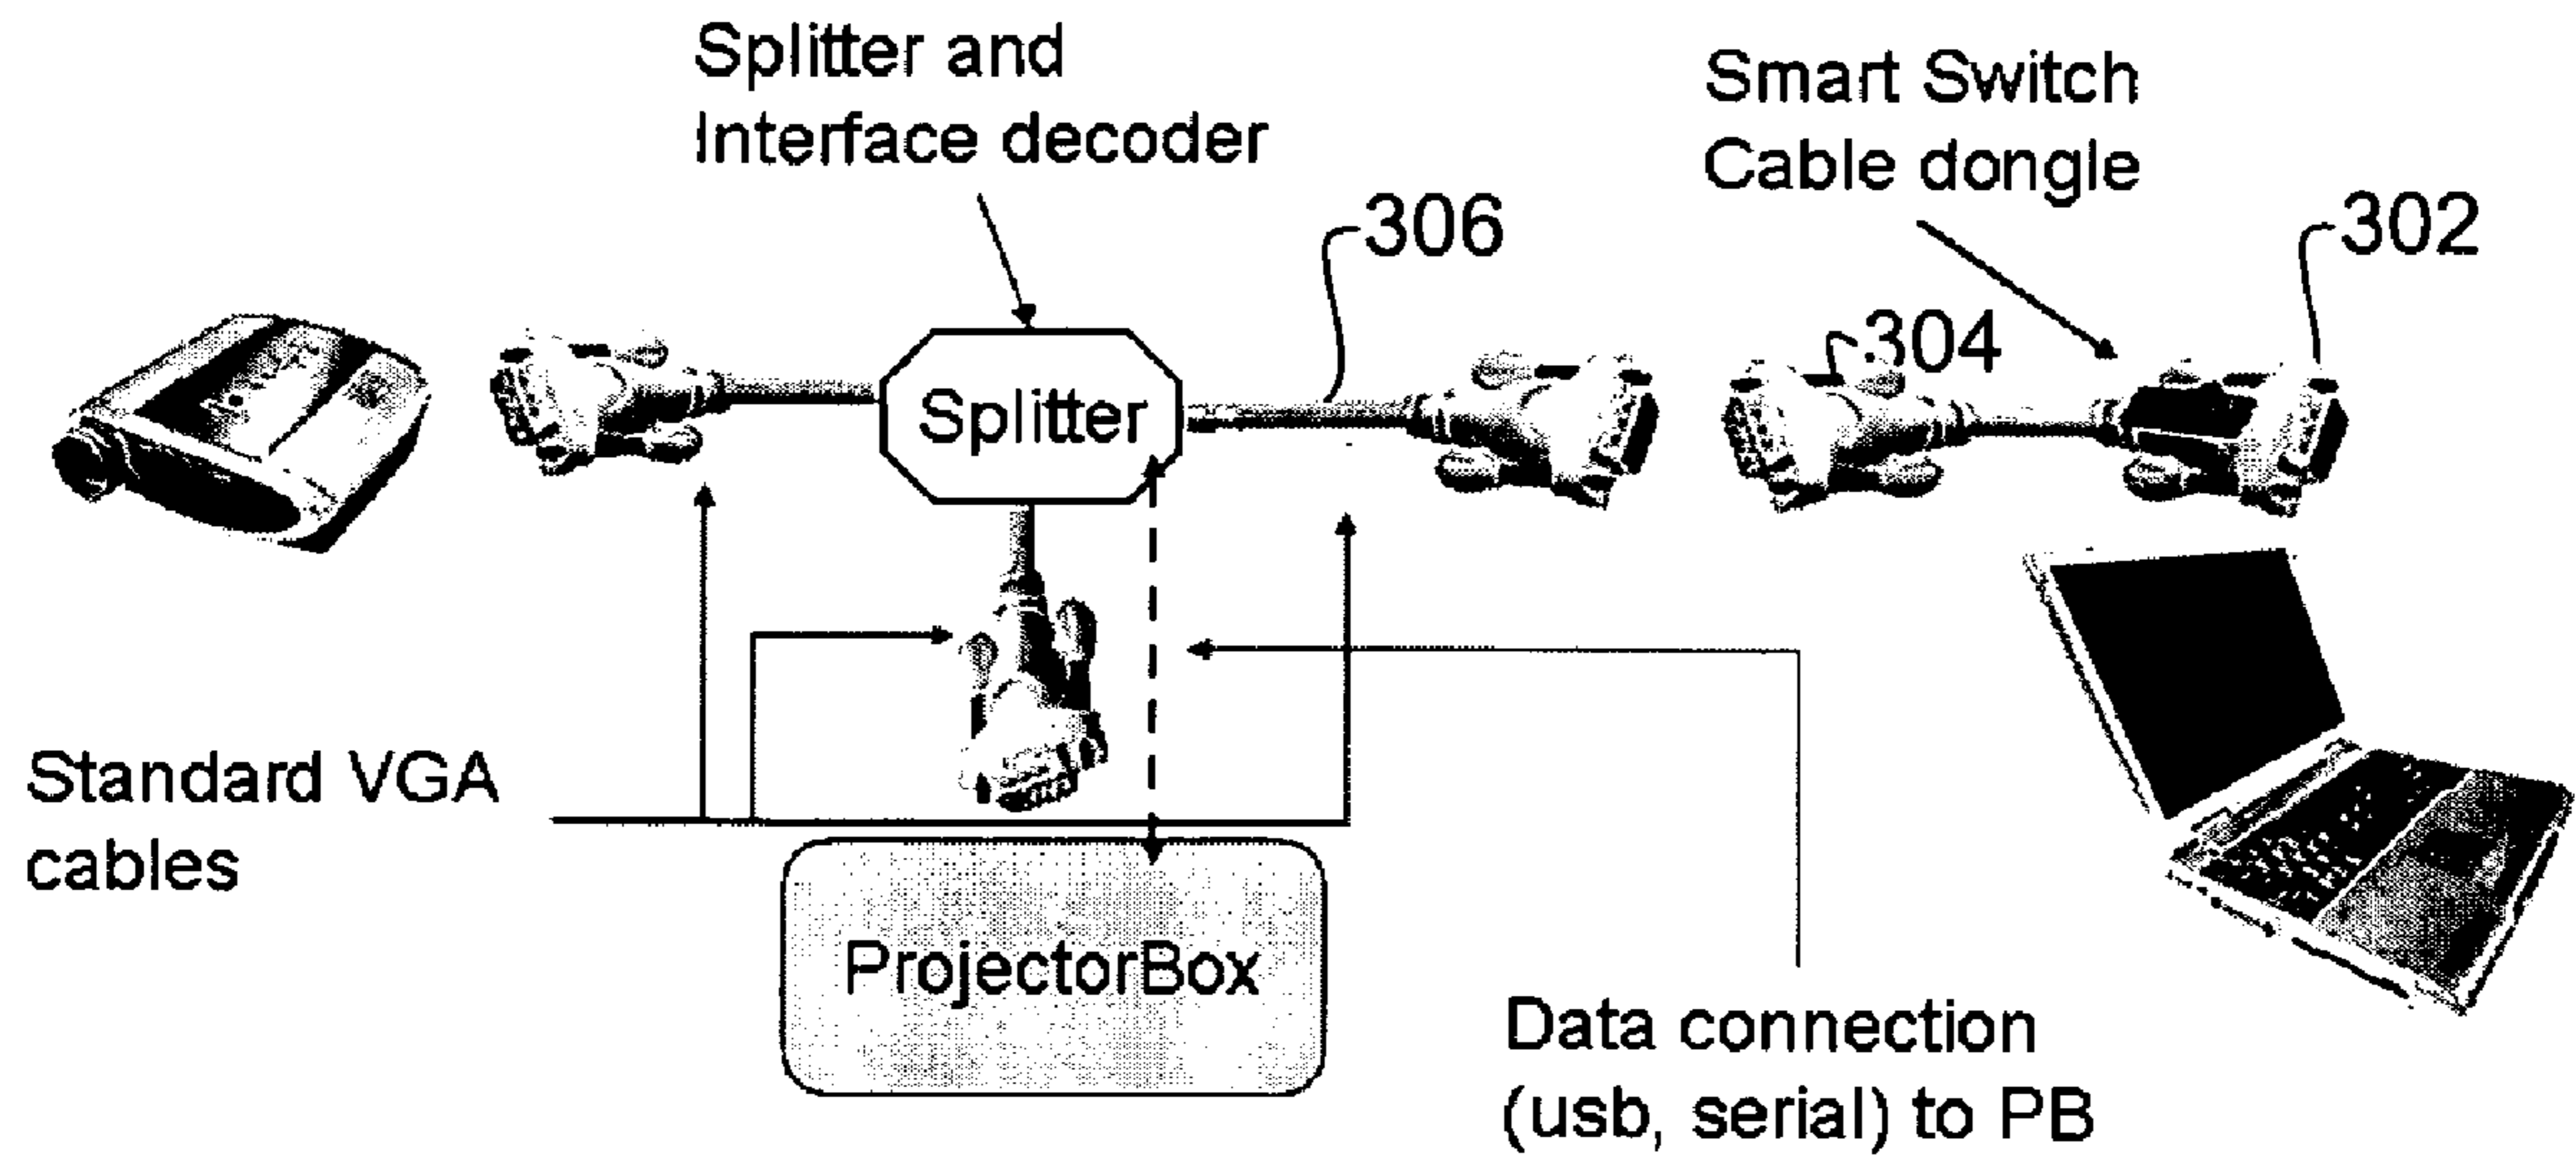 Splitter and
Interface decoder
Smart Switch
Cable dongle
306
302
304
Splitter
Standard VGA
cables
ProjectorBox
Data connection
(usb, serial) to PB